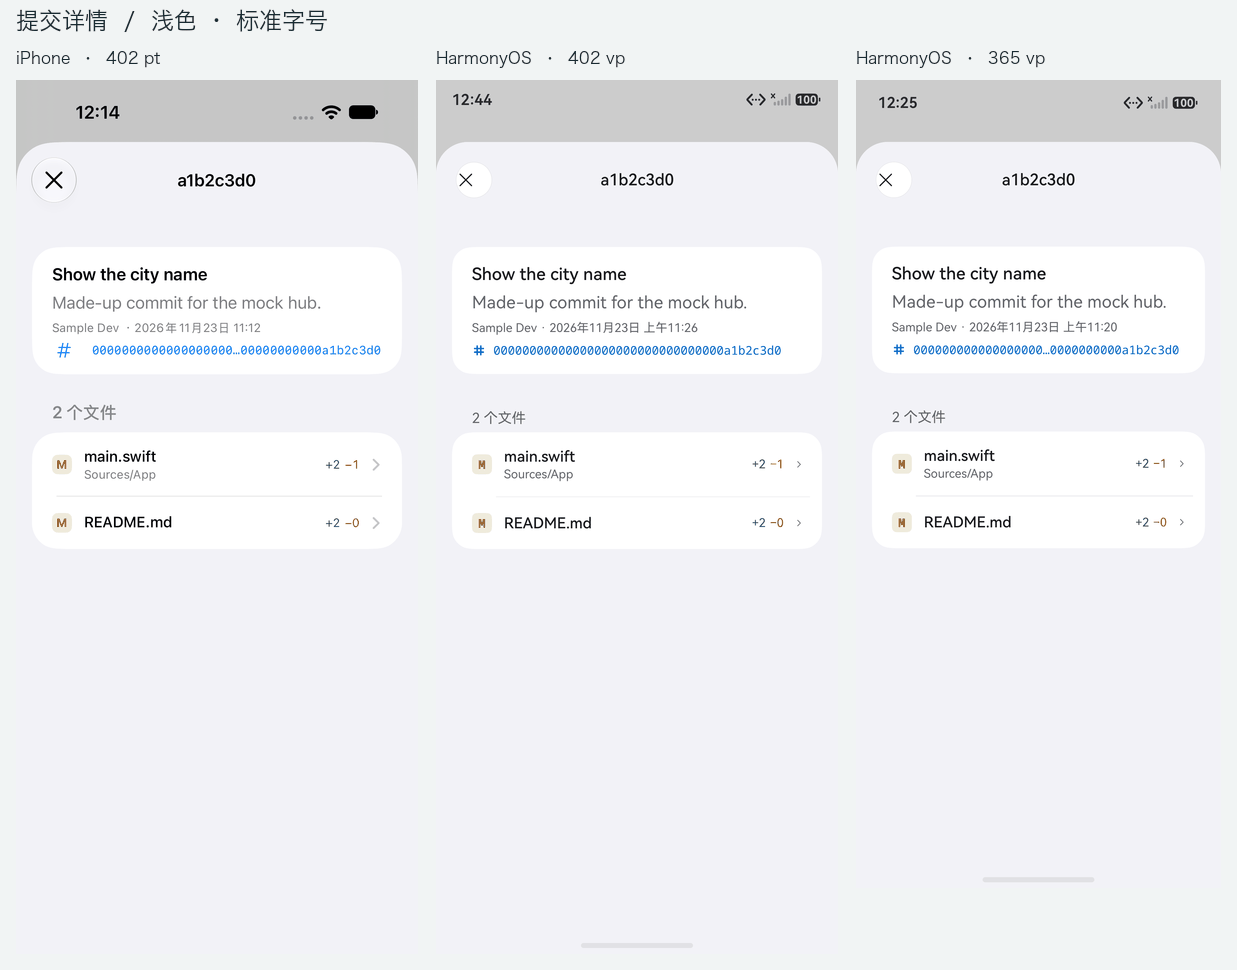 提交详情 / 浅色 · 标准字号
iPhone · 402 pt
12:14
a1b2c3d0
Show the city name
Made-up commit for the mock hub.
Sample Dev · 2026年11月23日 11:12
# 0000000000000000000…00000000000a1b2c3d0
2 个文件
M main.swift +2 −1
Sources/App
M README.md +2 −0
HarmonyOS · 402 vp
12:44 100
a1b2c3d0
Show the city name
Made-up commit for the mock hub.
Sample Dev · 2026年11月23日 上午11:26
# 00000000000000000000000000000000a1b2c3d0
2 个文件
M main.swift +2 −1
Sources/App
M README.md +2 −0
HarmonyOS · 365 vp
12:25 100
a1b2c3d0
Show the city name
Made-up commit for the mock hub.
Sample Dev · 2026年11月23日 上午11:20
# 000000000000000000…0000000000a1b2c3d0
2 个文件
M main.swift +2 −1
Sources/App
M README.md +2 −0